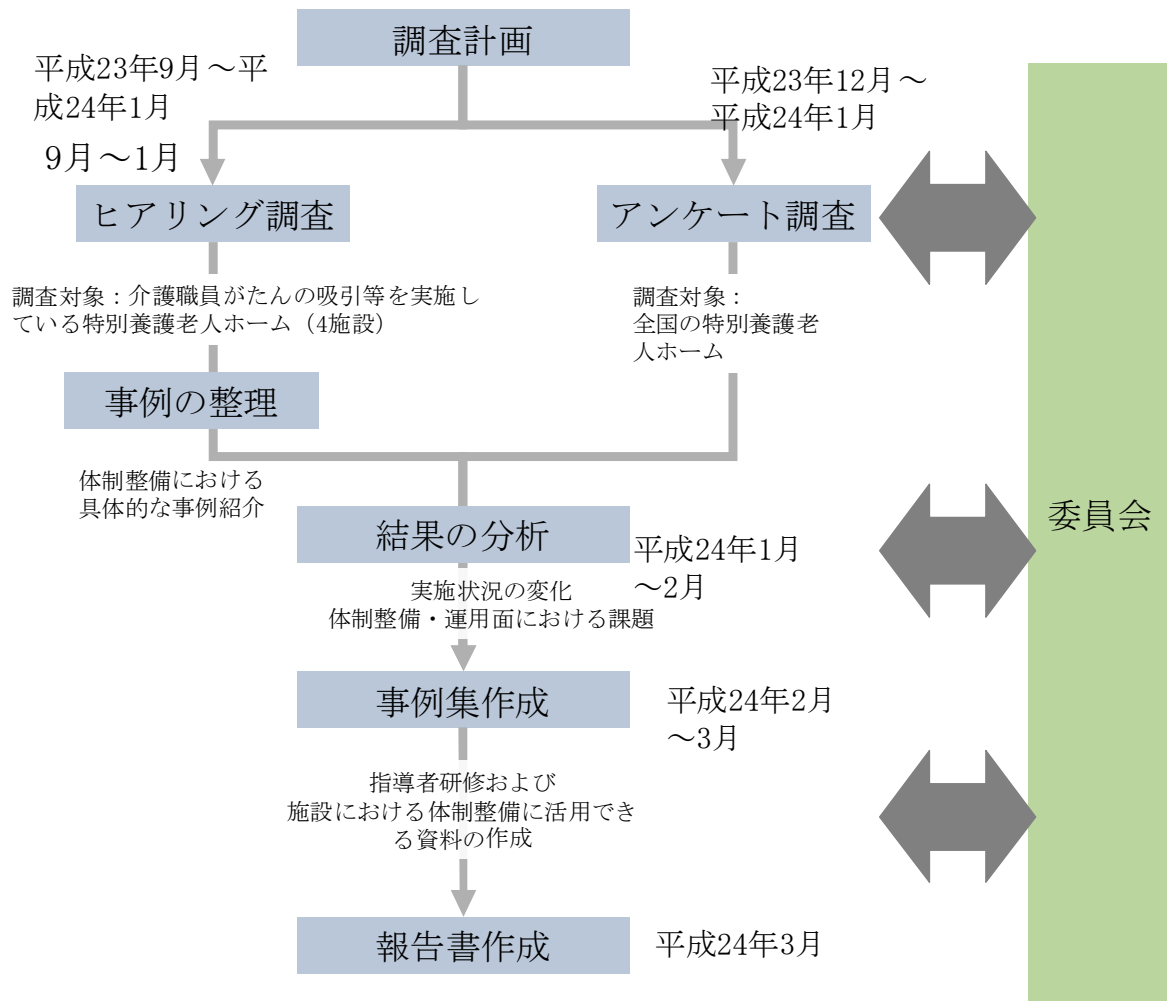 調査計画
平成23年9月～平
成24年1月
9月～1月
平成23年12月～
平成24年1月
ヒアリング調査
アンケート調査
調査対象：介護職員がたんの吸引等を実施し
ている特別養護老人ホーム（4施設）
調査対象：
全国の特別養護老
人ホーム
事例の整理
体制整備における
具体的な事例紹介
委員会
結果の分析
平成24年1月
～2月
実施状況の変化
体制整備・運用面における課題
事例集作成
平成24年2月
～3月
指導者研修および
施設における体制整備に活用でき
る資料の作成
報告書作成
平成24年3月